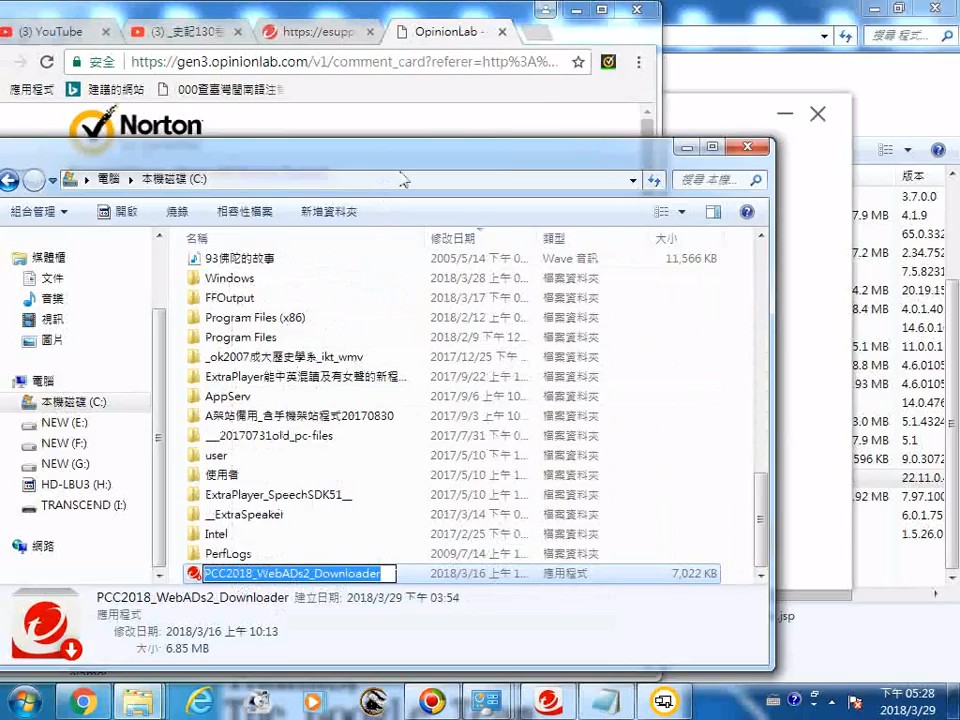 (3) YouTube
(3) _史記130
https://esupp
OpinionLab -
搜尋 程式...
安全
https://gen3.opinionlab.com/v1/comment_card?referer=http%3A%...
應用程式
建議的網站
000查臺灣閩南語注
Norton
電腦
本機磁碟 (C:)
搜尋 本機...
組合管理
開啟
燒錄
相容性檔案
新增資料夾
名稱
修改日期
類型
大小
版本
媒體櫃
文件
音樂
視訊
圖片
電腦
本機磁碟 (C:)
NEW (E:)
NEW (F:)
NEW (G:)
HD-LBU3 (H:)
TRANSCEND (I:)
網路
93佛陀的故事 2005/5/14 下午 0... Wave 音訊 11,566 KB
Windows 2018/3/28 上午 0... 檔案資料夾
FFOutput 2018/3/17 下午 0... 檔案資料夾
Program Files (x86) 2018/2/12 上午 0... 檔案資料夾
Program Files 2018/2/9 下午 12... 檔案資料夾
_ok2007成大歷史學系_ikt_wmv 2017/12/25 下午 ... 檔案資料夾
ExtraPlayer能中英混讀及有女聲的新程... 2017/9/22 上午 1... 檔案資料夾
AppServ 2017/9/6 上午 10... 檔案資料夾
A架站備用_含手機架站程式20170830 2017/9/3 上午 10... 檔案資料夾
___20170731old_pc-files 2017/7/31 下午 ... 檔案資料夾
user 2017/5/10 下午 ... 檔案資料夾
使用者 2017/5/10 上午 1... 檔案資料夾
ExtraPlayer_SpeechSDK51__ 2017/5/10 上午 1... 檔案資料夾
__ExtraSpeaker 2017/3/14 下午 0... 檔案資料夾
Intel 2017/2/25 下午 0... 檔案資料夾
PerfLogs 2009/7/14 上午 1... 檔案資料夾
PCC2018_WebADs2_Downloader 2018/3/16 上午 1... 應用程式 7,022 KB
3.7.0.0
7.9 MB 4.1.9
65.0.332
7.2 MB 2.34.752
7.5.8231
4.2 MB 20.19.15
8.4 MB 4.0.1.308
14.6.0.1
5.1 MB 11.0.0.1
8.8 MB 4.6.0105
.93 MB 4.6.0105
14.0.476
3.0 MB
7.9 MB 5.1
596 KB 9.0.3072
22.11.0.
.92 MB 7.97.100
6.0.1.75
1.5.26.0
.jsp
PCC2018_WebADs2_Downloader 建立日期: 2018/3/29 下午 03:54
應用程式
修改日期: 2018/3/16 上午 10:13
大小: 6.85 MB
下午 05:28
2018/3/29